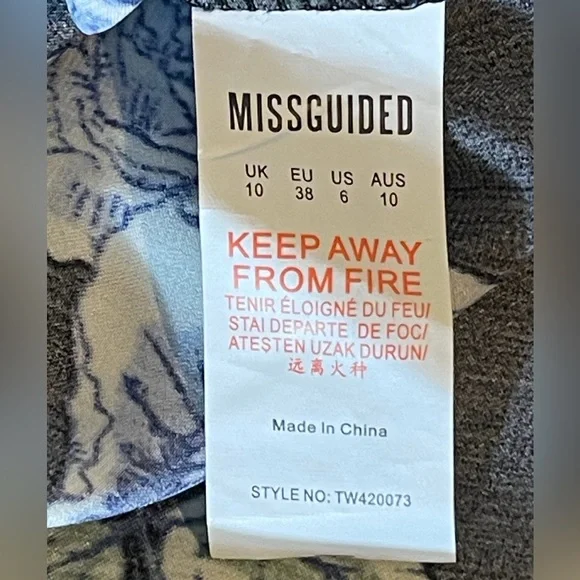 MISSGUIDED
UK EU US AUS
10 38 6 10
KEEP AWAY
FROM FIRE
TENIR ÉLOIGNÉ DU FEU/
STAI DEPARTE DE FOC/
ATEŞTEN UZAK DURUN/
远离火种
Made In China
STYLE NO: TW420073